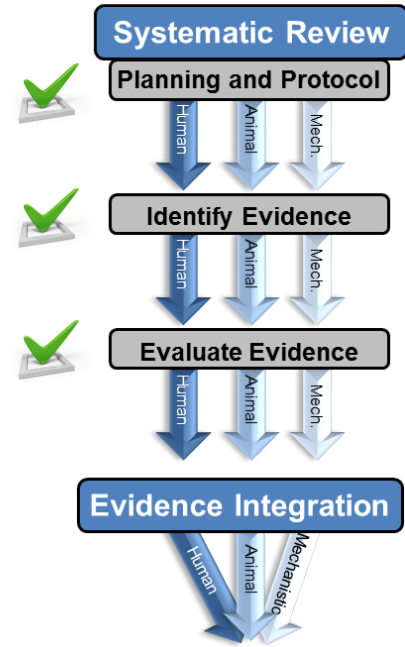 Systematic Review
Planning and Protocol
Human
Animal
Mech.
Identify Evidence
Human
Animal
Mech.
Evaluate Evidence
Human
Animal
Mech.
Evidence Integration
Human
Animal
Mechanistic